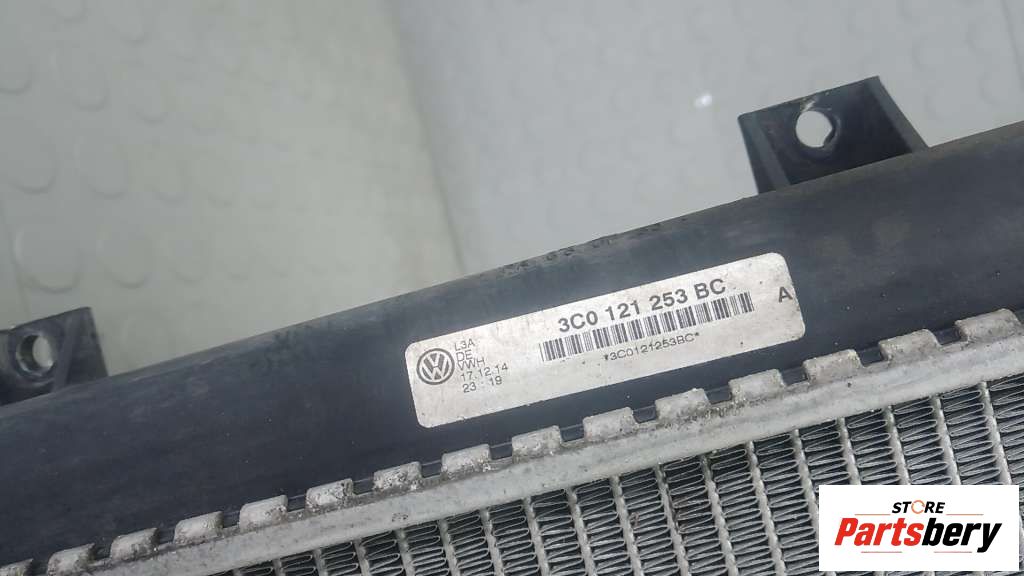 3C0 121 253 BC
A
*3C0121253BC*
L3A
DE
VWH
17.12.14
23 - 19
STORE
Partsbery